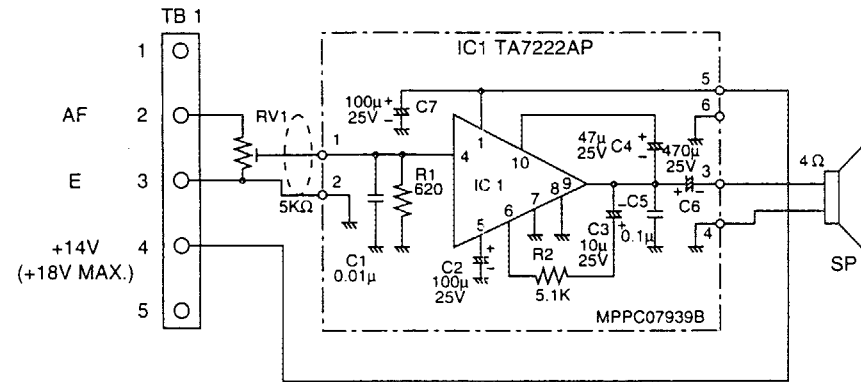 TB 1
IC1 TA7222AP
1
2
3
4
5
AF
E
+14V
(+18V MAX.)
RV1
5KΩ
1
2
100µ +
25V −
C7
4
1
10
IC 1
5
6
7
8
9
R1
620
C1
0.01µ
C2
100µ
25V
+
−
R2
5.1K
C3
10µ
25V
−
+
C5
0.1µ
47µ
25V
+
−
C4
470µ
25V
+
−
C6
5
6
3
4
4Ω
SP
MPPC07939B